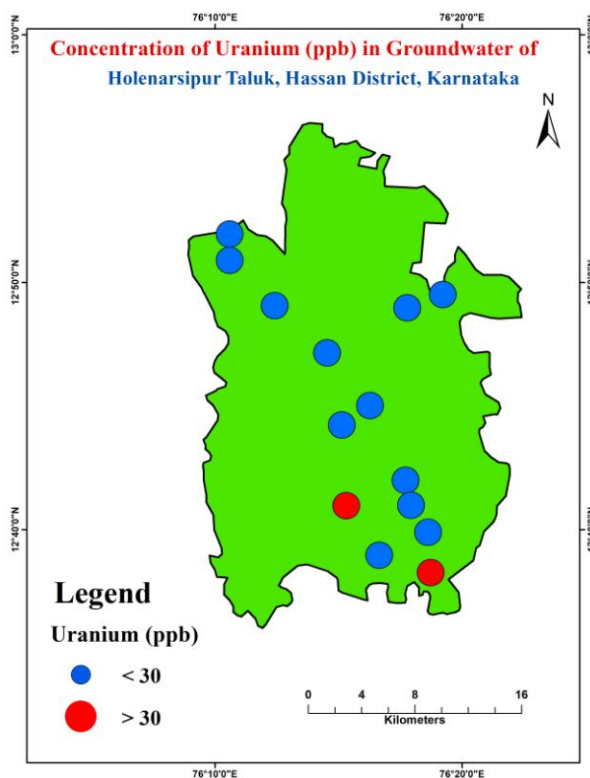 76°10'0"E 76°20'0"E
13°0'0"N
Concentration of Uranium (ppb) in Groundwater of
Holenarsipur Taluk, Hassan District, Karnataka
N
12°50'0"N
12°40'0"N
Legend
Uranium (ppb)
< 30
> 30
0 2 4 8 12 16
Kilometers
76°10'0"E 76°20'0"E